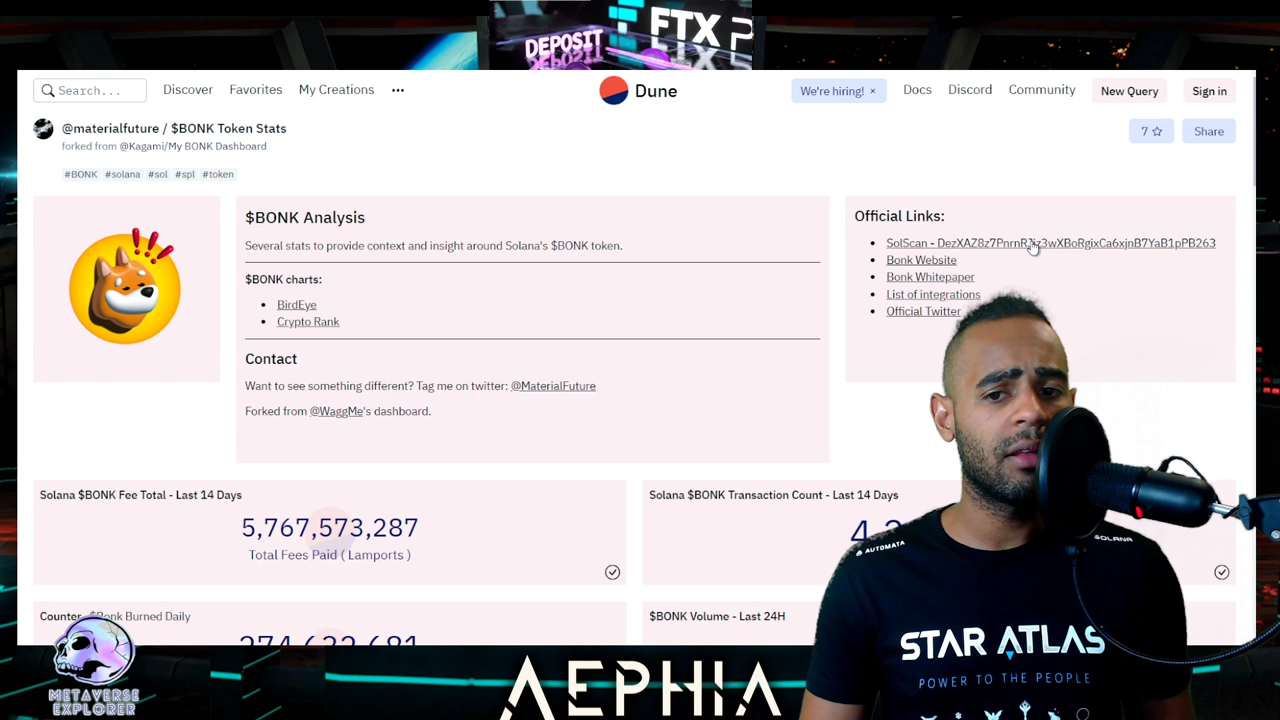 DEPOSIT
FTX P
Search...
Discover
Favorites
My Creations
Dune
We're hiring! ×
Docs
Discord
Community
New Query
Sign in
@materialfuture / $BONK Token Stats
forked from @Kagami/My BONK Dashboard
7
Share
#BONK #solana #sol #spl #token
$BONK Analysis
Several stats to provide context and insight around Solana's $BONK token.
$BONK charts:
BirdEye
Crypto Rank
Contact
Want to see something different? Tag me on twitter: @MaterialFuture
Forked from @WaggMe's dashboard.
Official Links:
Bonk Website
Bonk Whitepaper
List of integrations
Official Twitter
Solana $BONK Fee Total - Last 14 Days
5,767,573,287
Total Fees Paid ( Lamports )
Solana $BONK Transaction Count - Last 14 Days
Counter - $Bonk Burned Daily
$BONK Volume - Last 24H
AUTOMATA
SOLANA
STAR ATLAS
POWER TO THE PEOPLE
METAVERSE
EXPLORER
AEPHIA